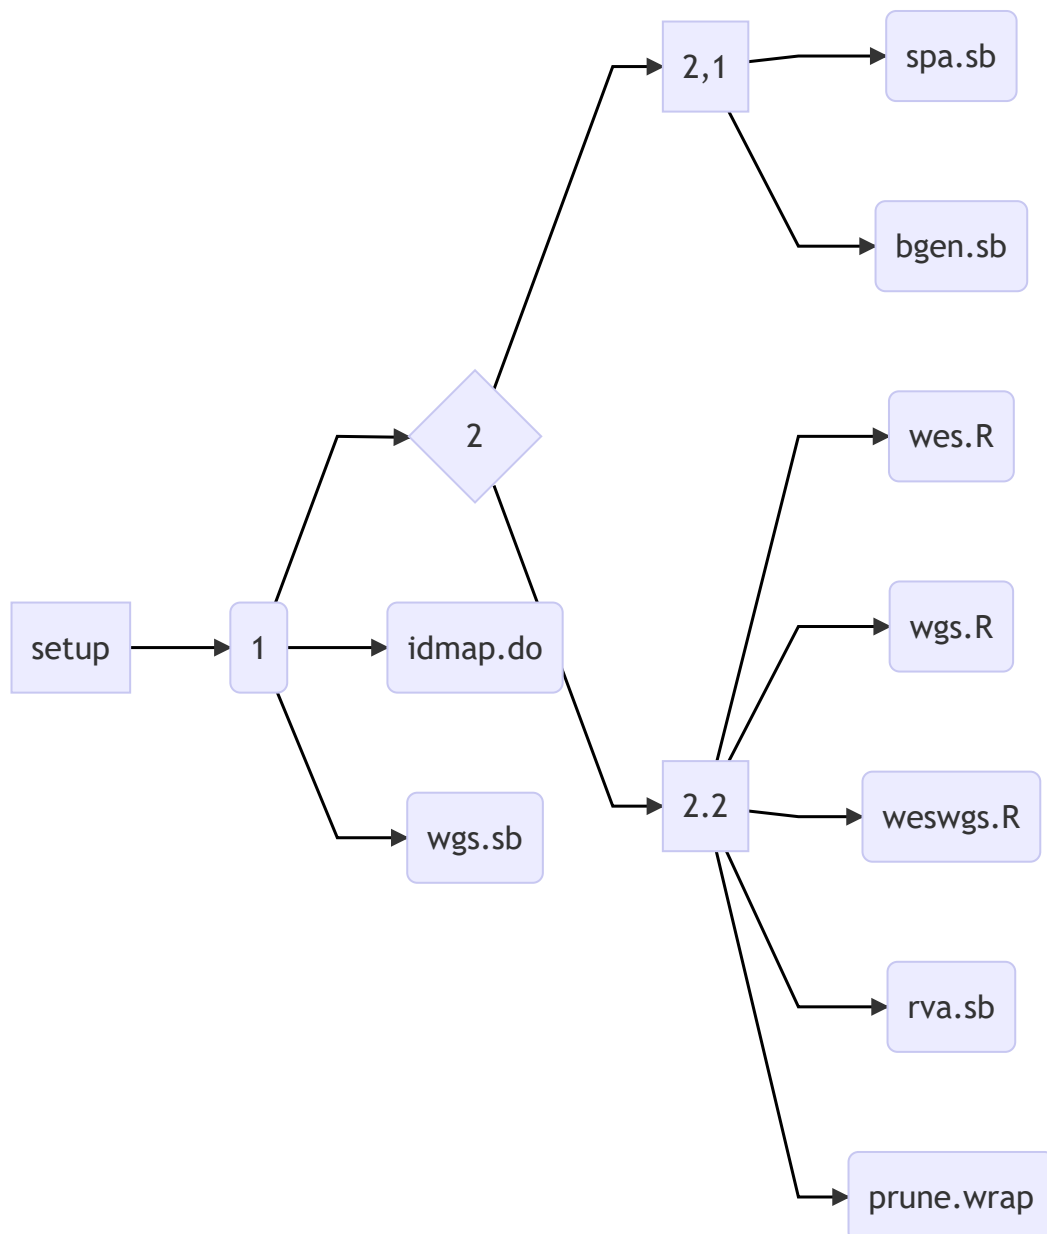 setup
1
2
idmap.do
wgs.sb
2,1
2.2
spa.sb
bgen.sb
wes.R
wgs.R
weswgs.R
rva.sb
prune.wrap